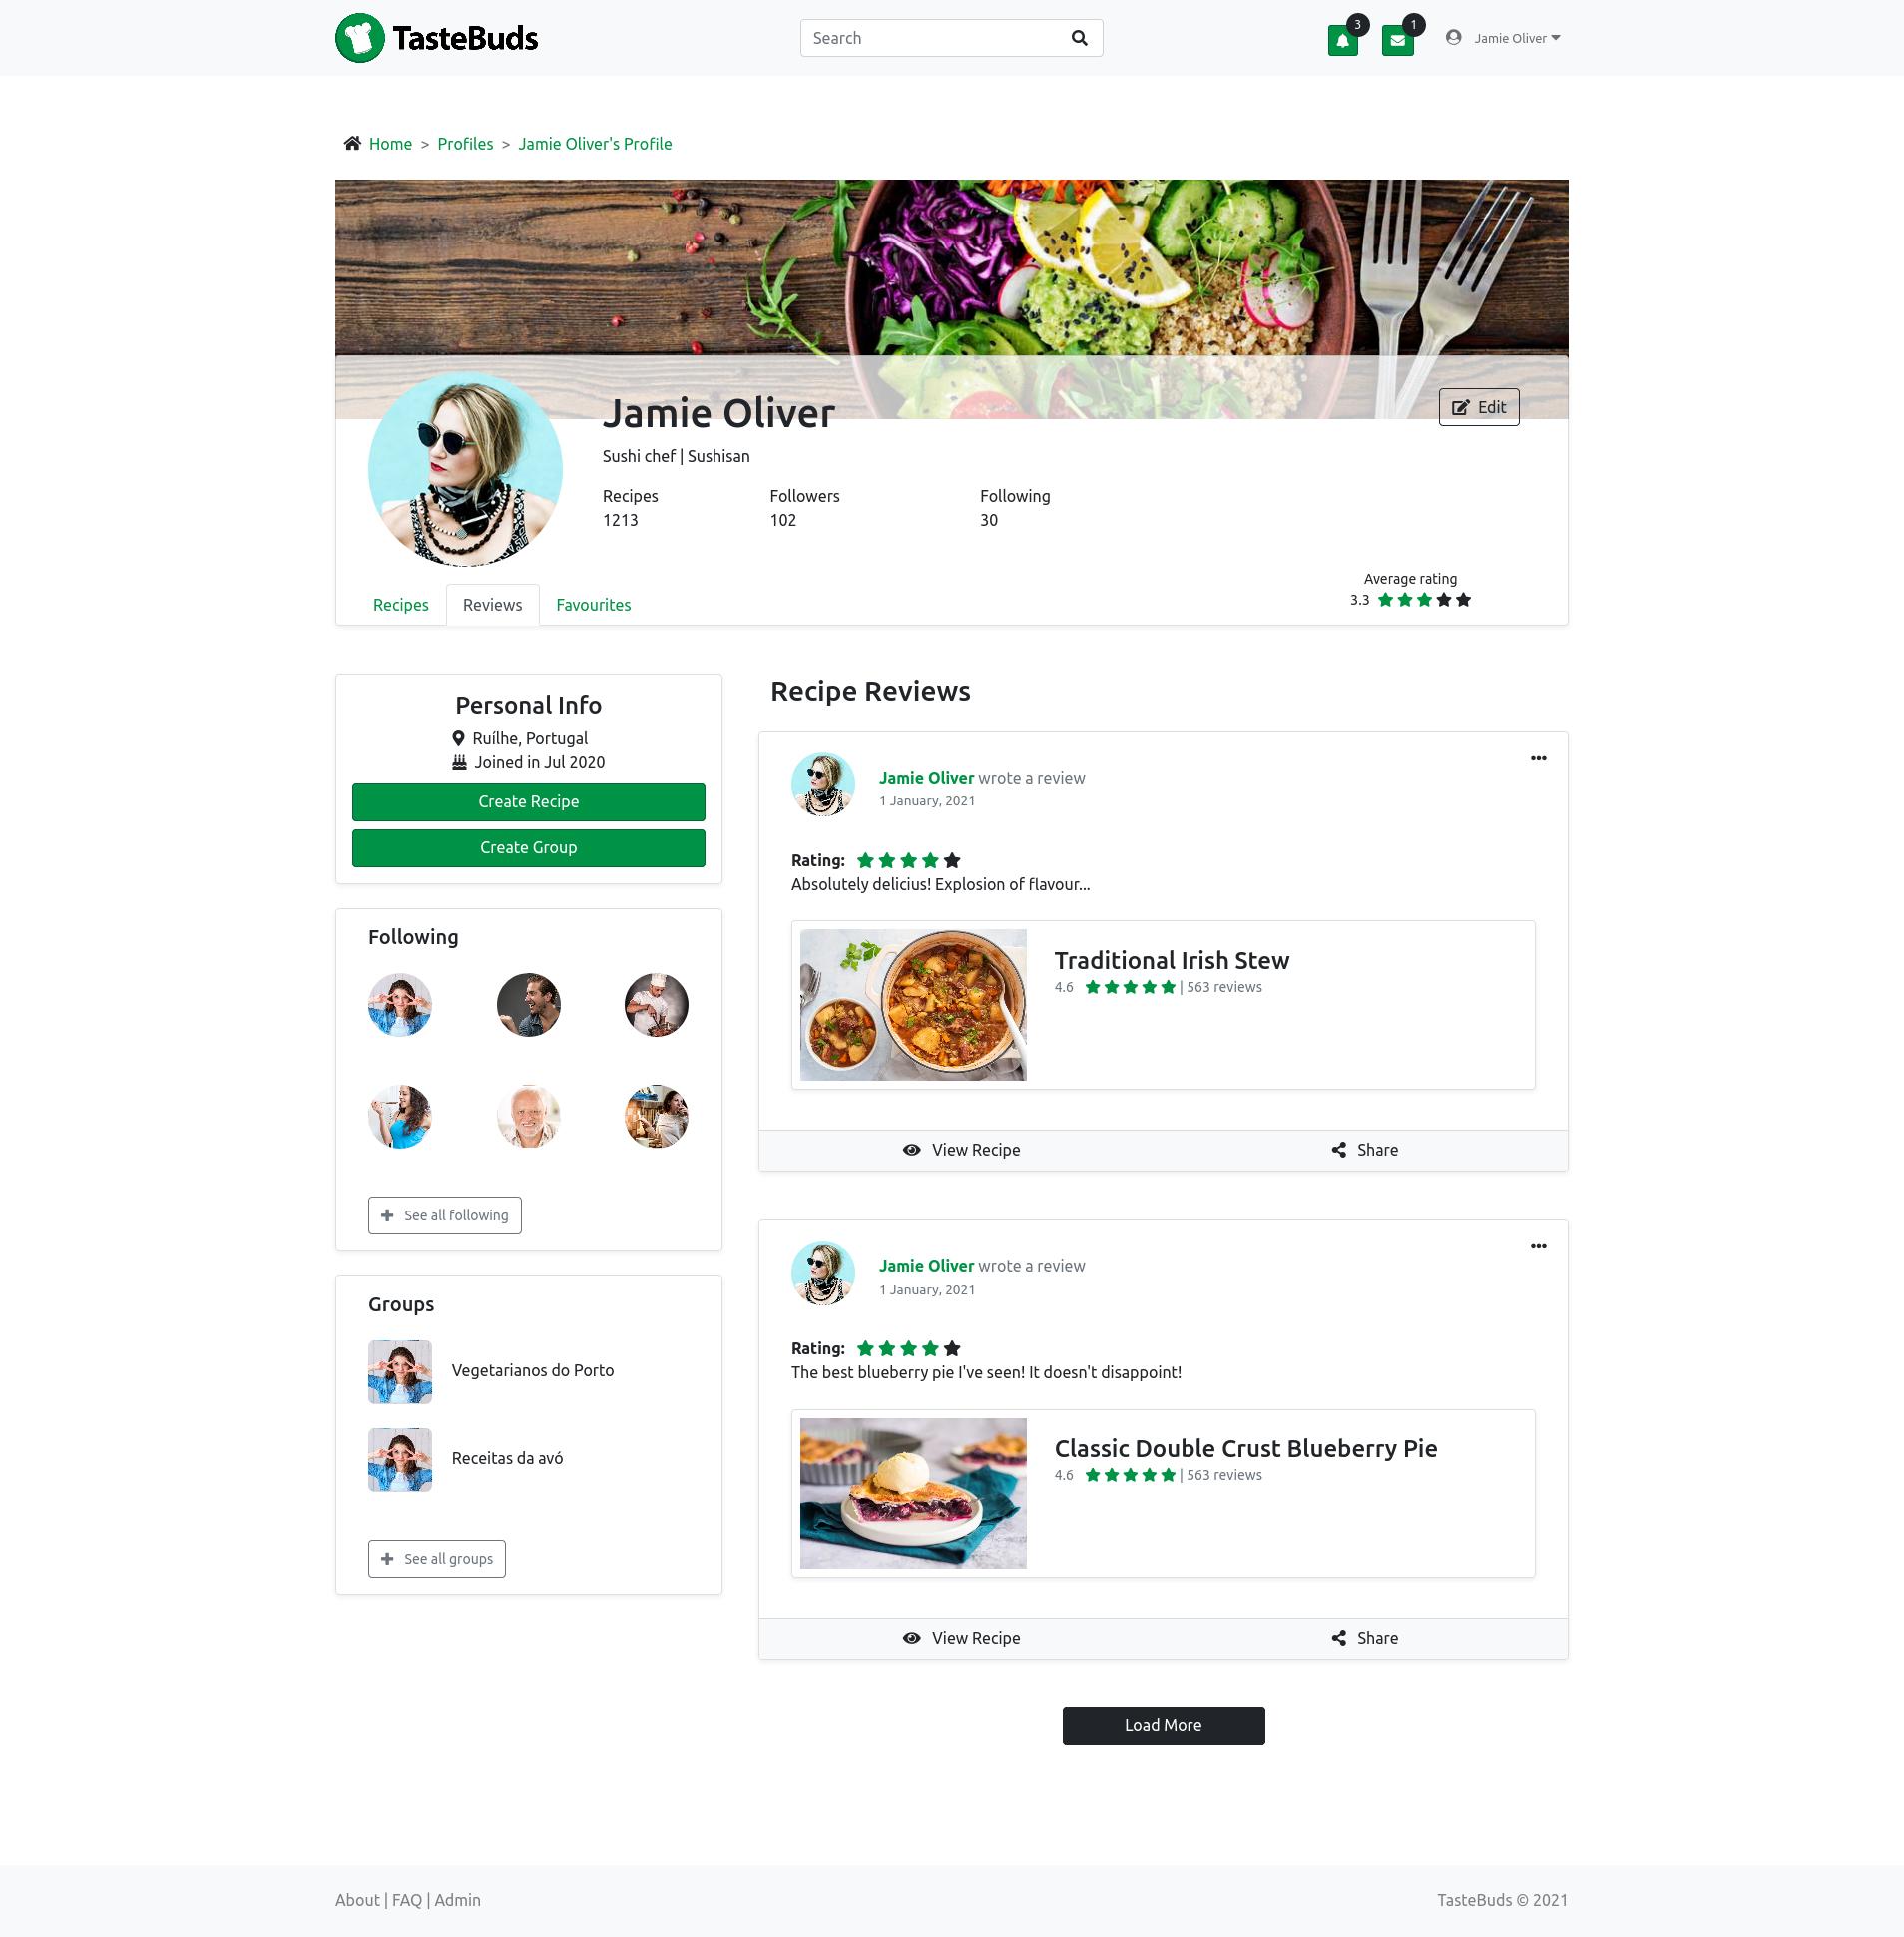 TasteBuds
Search
3
1
Jamie Oliver
Home > Profiles > Jamie Oliver's Profile
Jamie Oliver
Edit
Sushi chef | Sushisan
Recipes Followers Following
1213 102 30
Average rating
3.3
Recipes Reviews Favourites
Personal Info
Ruílhe, Portugal
Joined in Jul 2020
Create Recipe
Create Group
Following
See all following
Groups
Vegetarianos do Porto
Receitas da avó
See all groups
Recipe Reviews
Jamie Oliver wrote a review
1 January, 2021
Rating:
Absolutely delicius! Explosion of flavour...
Traditional Irish Stew
4.6 | 563 reviews
View Recipe Share
Jamie Oliver wrote a review
1 January, 2021
Rating:
The best blueberry pie I've seen! It doesn't disappoint!
Classic Double Crust Blueberry Pie
4.6 | 563 reviews
View Recipe Share
Load More
About | FAQ | Admin
TasteBuds © 2021